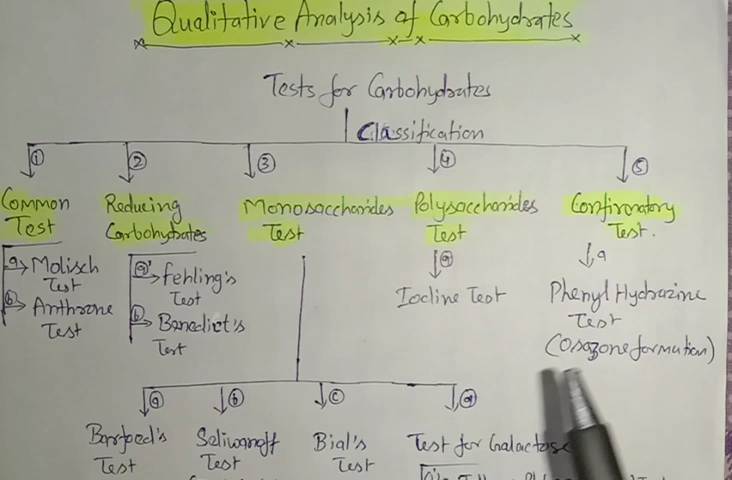 Qualitative Analysis of Carbohydrates
Tests for Carbohydrates
Classification
① ② ③ ④ ⑤
Common Test
a Molisch Test
b Anthrone Test
Reducing Carbohydrates
a Fehling's Test
b Benedict's Test
Monosaccharides Test
Polysaccharides Test
a
Iodine Test
Confirmatory Test.
a
Phenyl Hydrazine Test
(Osazone formation)
a Barfoed's Test
b Seliwanoff Test
c Bial's Test
d Test for Galactose